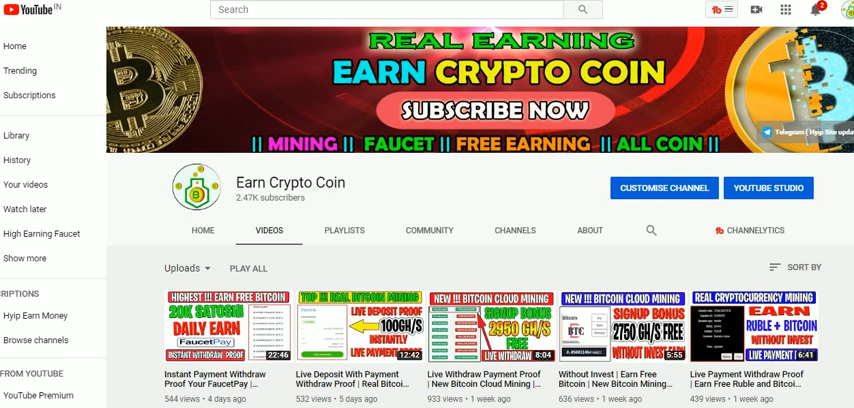 YouTube IN
Search
2
Home
Trending
Subscriptions
Library
History
Your videos
Watch later
High Earning Faucet
Show more
CRIPTIONS
Hyip Earn Money
Browse channels
FROM YOUTUBE
YouTube Premium
REAL EARNING
EARN CRYPTO COIN
SUBSCRIBE NOW
|| MINING || FAUCET || FREE EARNING || ALL COIN ||
Telegram ( Hyip Site upda
Earn Crypto Coin
2.47K subscribers
CUSTOMISE CHANNEL
YOUTUBE STUDIO
HOME
VIDEOS
PLAYLISTS
COMMUNITY
CHANNELS
ABOUT
CHANNELYTICS
Uploads
PLAY ALL
SORT BY
HIGHEST !!! EARN FREE BITCOIN
20K SATOSHI
DAILY EARN
FaucetPay
INSTANT WITHDRAW PROOF
22:46
Instant Payment Withdraw
Proof Your FaucetPay |...
544 views • 4 days ago
TOP !!! REAL BITCOIN MINING
LIVE DEPOSIT PROOF
100GH/S
INSTANTLY
LIVE PAYMENT
12:42
Live Deposit With Payment
Withdraw Proof | Real Bitcoi...
532 views • 5 days ago
NEW !!! BITCOIN CLOUD MINING
SIGNUP BONUS
2950 GH/S
FREE
LIVE WITHDRAW
8:04
Live Withdraw Payment Proof
| New Bitcoin Cloud Mining |...
933 views • 1 week ago
NEW !!! BITCOIN CLOUD MINING
BTC
SIGNUP BONUS
2750 GH/S
FREE
WITHOUT INVEST
5:55
Without Invest | Earn Free
Bitcoin | New Bitcoin Mining...
636 views • 1 week ago
REAL CRYPTOCURRENCY MINING
EARN
RUBLE + BITCOIN
WITHOUT INVEST
LIVE PAYMENT
6:41
Live Payment Withdraw Proof
| Earn Free Ruble and Bitcoi...
439 views • 1 week ago